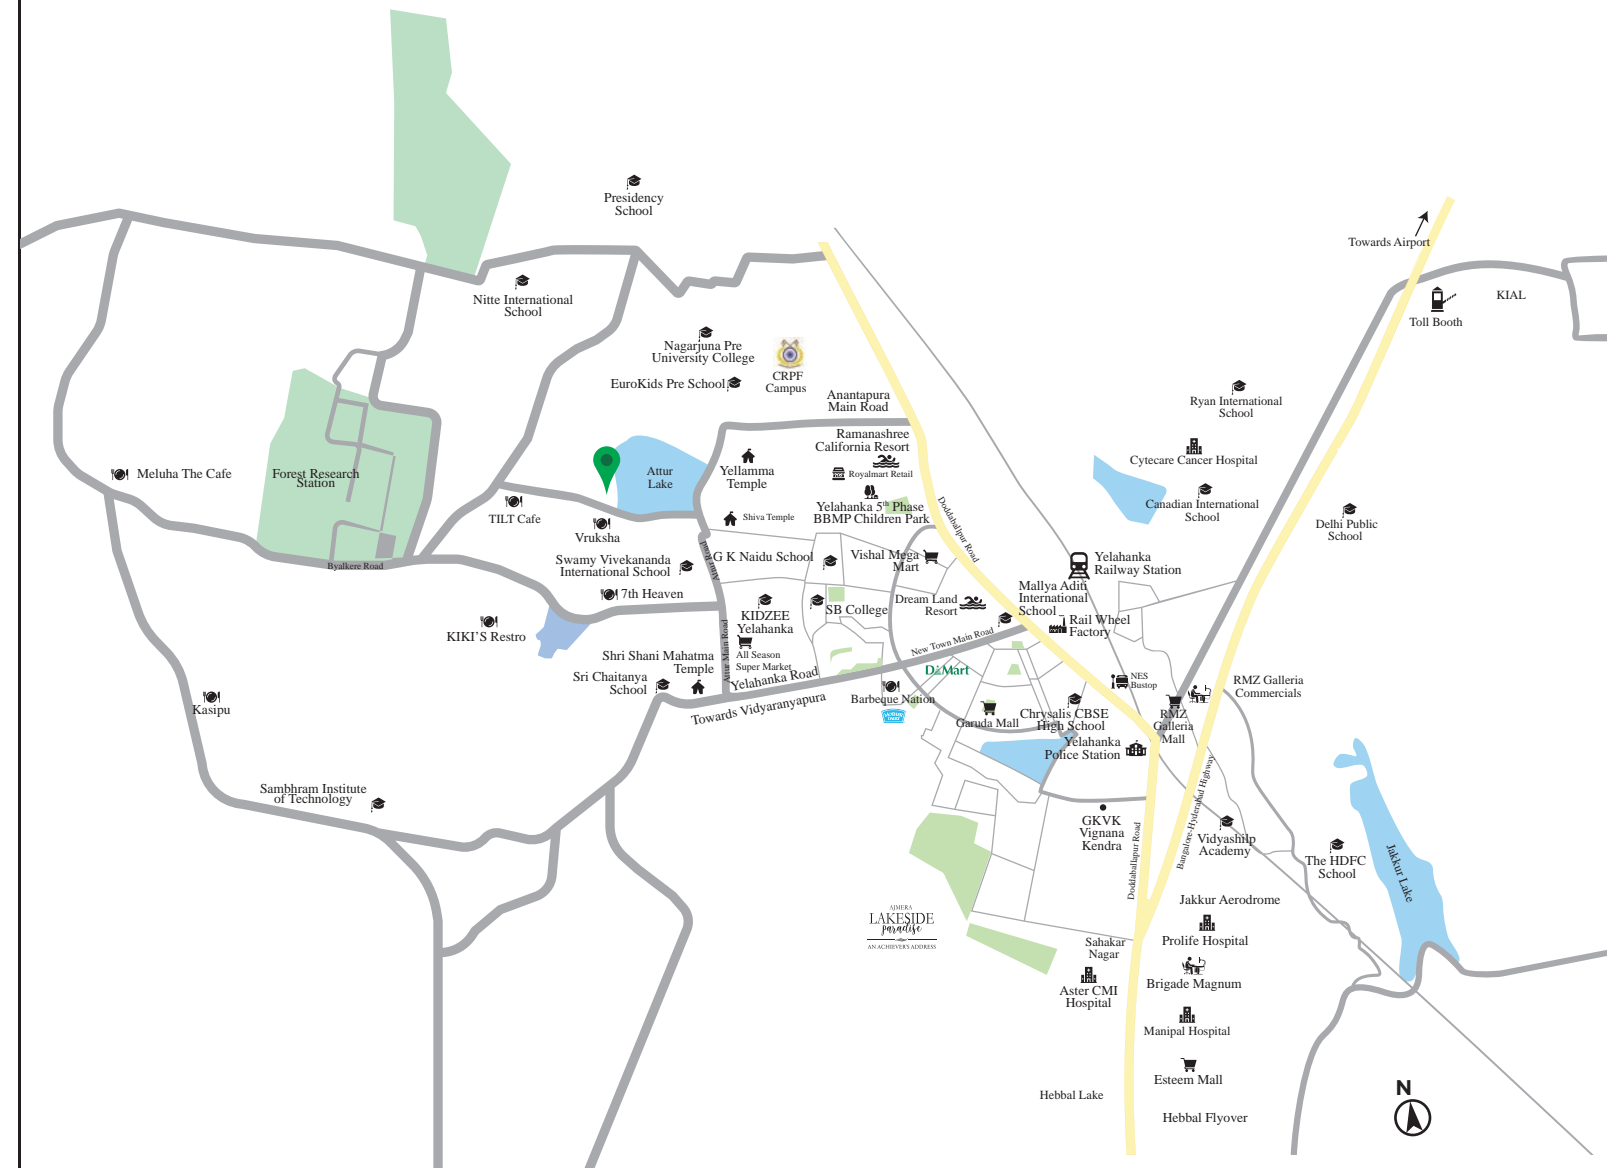 Presidency
School
Towards Airport
Nitte International
School
KIAL
Toll Booth
Nagarjuna Pre
University College
EuroKids Pre School
CRPF
Campus
Anantapura
Main Road
Ryan International
School
Ramanashree
California Resort
Royalmart Retail
Cytecare Cancer Hospital
Meluha The Cafe
Forest Research
Station
Attur
Lake
Yellamma
Temple
Yelahanka 5th Phase
BBMP Children Park
Doddabalpur Road
Canadian International
School
Delhi Public
School
TILT Cafe
Shiva Temple
Vruksha
Attur Road
G K Naidu School
Vishal Mega
Mart
Yelahanka
Railway Station
Swamy Vivekananda
International School
Byalkere Road
7th Heaven
Mallya Aditi
International
School
Dream Land
Resort
SB College
KIDZEE
Yelahanka
Rail Wheel
Factory
KIKI'S Restro
New Town Main Road
Attur Main Road
All Season
Super Market
Shri Shani Mahatma
Temple
Sri Chaitanya
School
Yelahanka Road
Towards Vidyaranyapura
D Mart
NES
Bustop
RMZ Galleria
Commercials
Barbeque Nation
Kasipu
Garuda Mall
Chrysalis CBSE
High School
RMZ
Galleria
Mall
Yelahanka
Police Station
Bangalore-Hyderabad Highway
Sambhram Institute
of Technology
GKVK
Vignana
Kendra
Doddaballapur Road
Vidyashilp
Academy
The HDFC
School
Jakkur Lake
Jakkur Aerodrome
AJMERA
LAKESIDE
paradise
AN ACHIEVER'S ADDRESS
Sahakar
Nagar
Prolife Hospital
Aster CMI
Hospital
Brigade Magnum
Manipal Hospital
Esteem Mall
Hebbal Lake
Hebbal Flyover
N